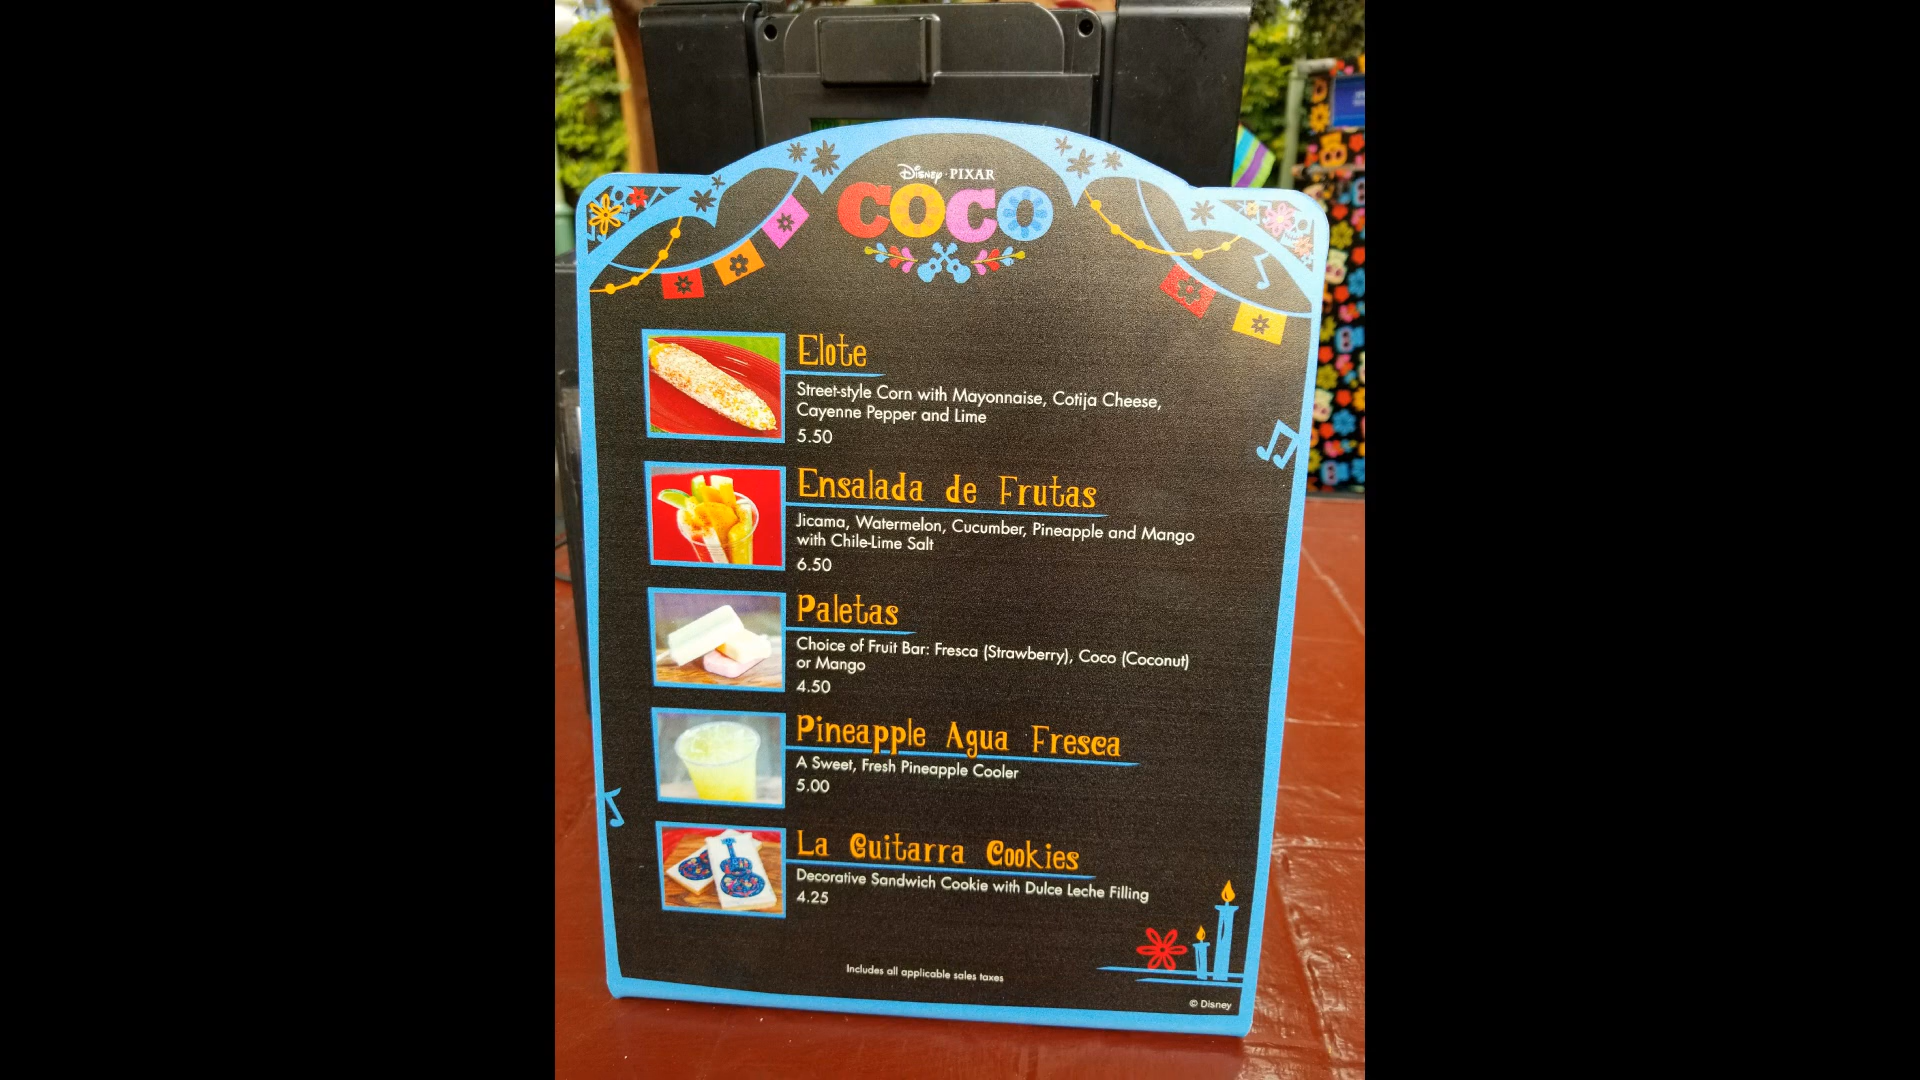 Disney · PIXAR
COCO
Elote
Street-style Corn with Mayonnaise, Cotija Cheese,
Cayenne Pepper and Lime
5.50
Ensalada de Frutas
Jicama, Watermelon, Cucumber, Pineapple and Mango
with Chile-Lime Salt
6.50
Paletas
Choice of Fruit Bar: Fresca (Strawberry), Coco (Coconut)
or Mango
4.50
Pineapple Agua Fresca
A Sweet, Fresh Pineapple Cooler
5.00
La Guitarra Cookies
Decorative Sandwich Cookie with Dulce Leche Filling
4.25
Includes all applicable sales taxes
© Disney